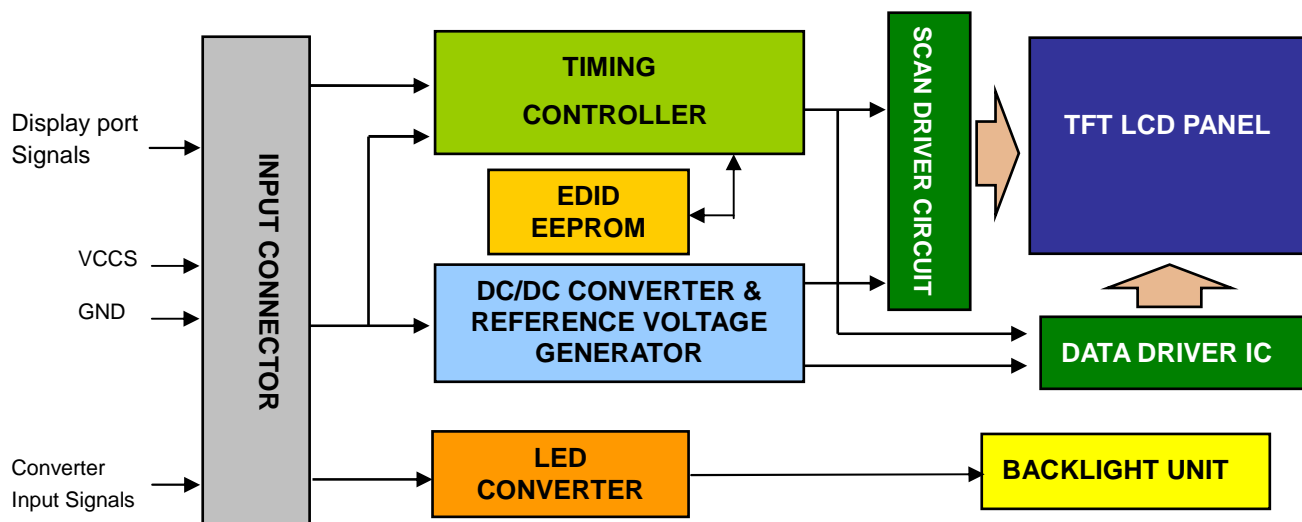 Display port
Signals
VCCS
GND
Converter
Input Signals
INPUT CONNECTOR
TIMING
CONTROLLER
EDID
EEPROM
DC/DC CONVERTER &
REFERENCE VOLTAGE
GENERATOR
LED
CONVERTER
SCAN DRIVER CIRCUIT
TFT LCD PANEL
DATA DRIVER IC
BACKLIGHT UNIT